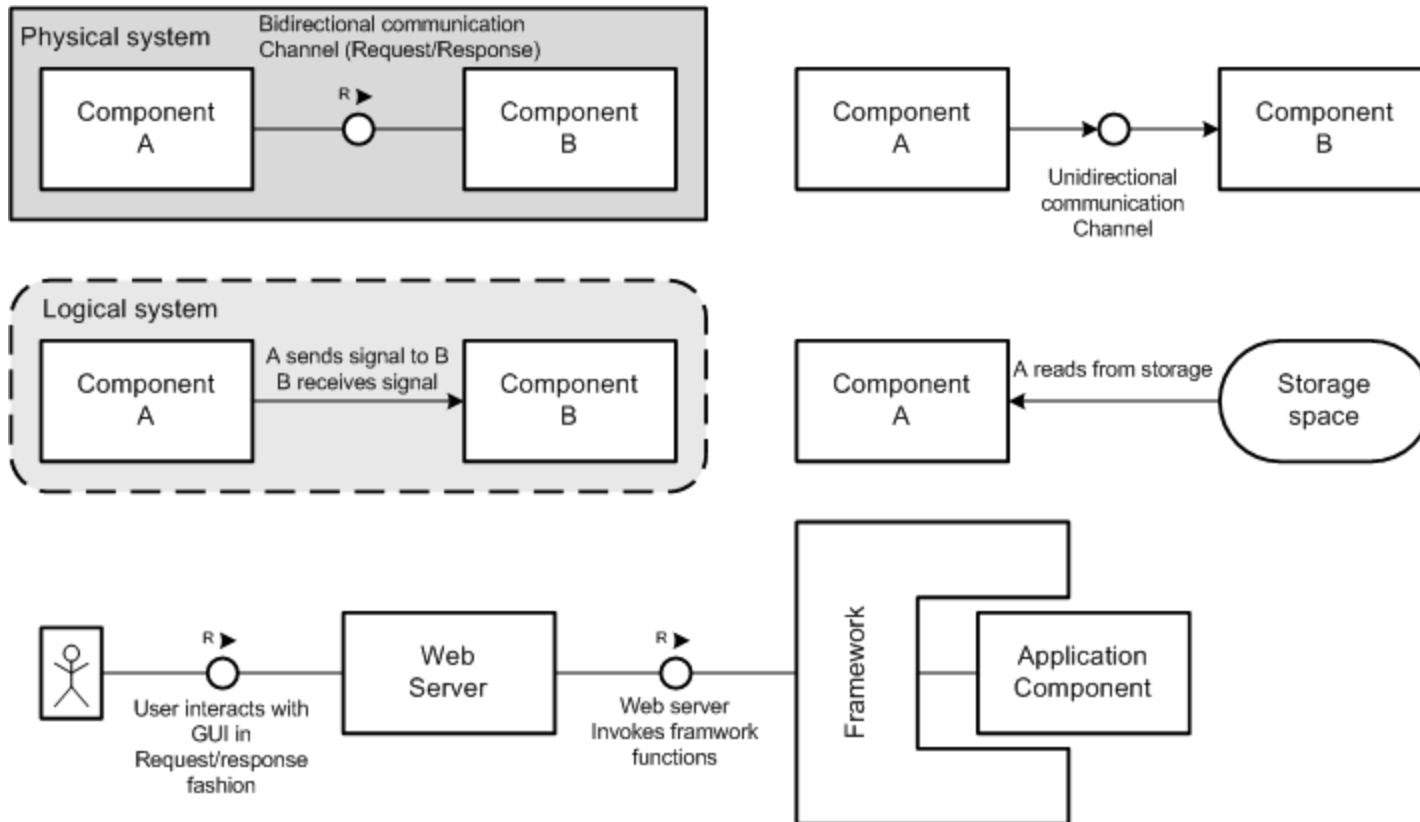 Physical system
Bidirectional communication
Channel (Request/Response)
Component
A
R
Component
B
Component
A
Component
B
Unidirectional
communication
Channel
Logical system
Component
A
A sends signal to B
B receives signal
Component
B
Component
A
A reads from storage
Storage
space
R
User interacts with
GUI in
Request/response
fashion
Web
Server
R
Web server
Invokes framwork
functions
Framework
Application
Component